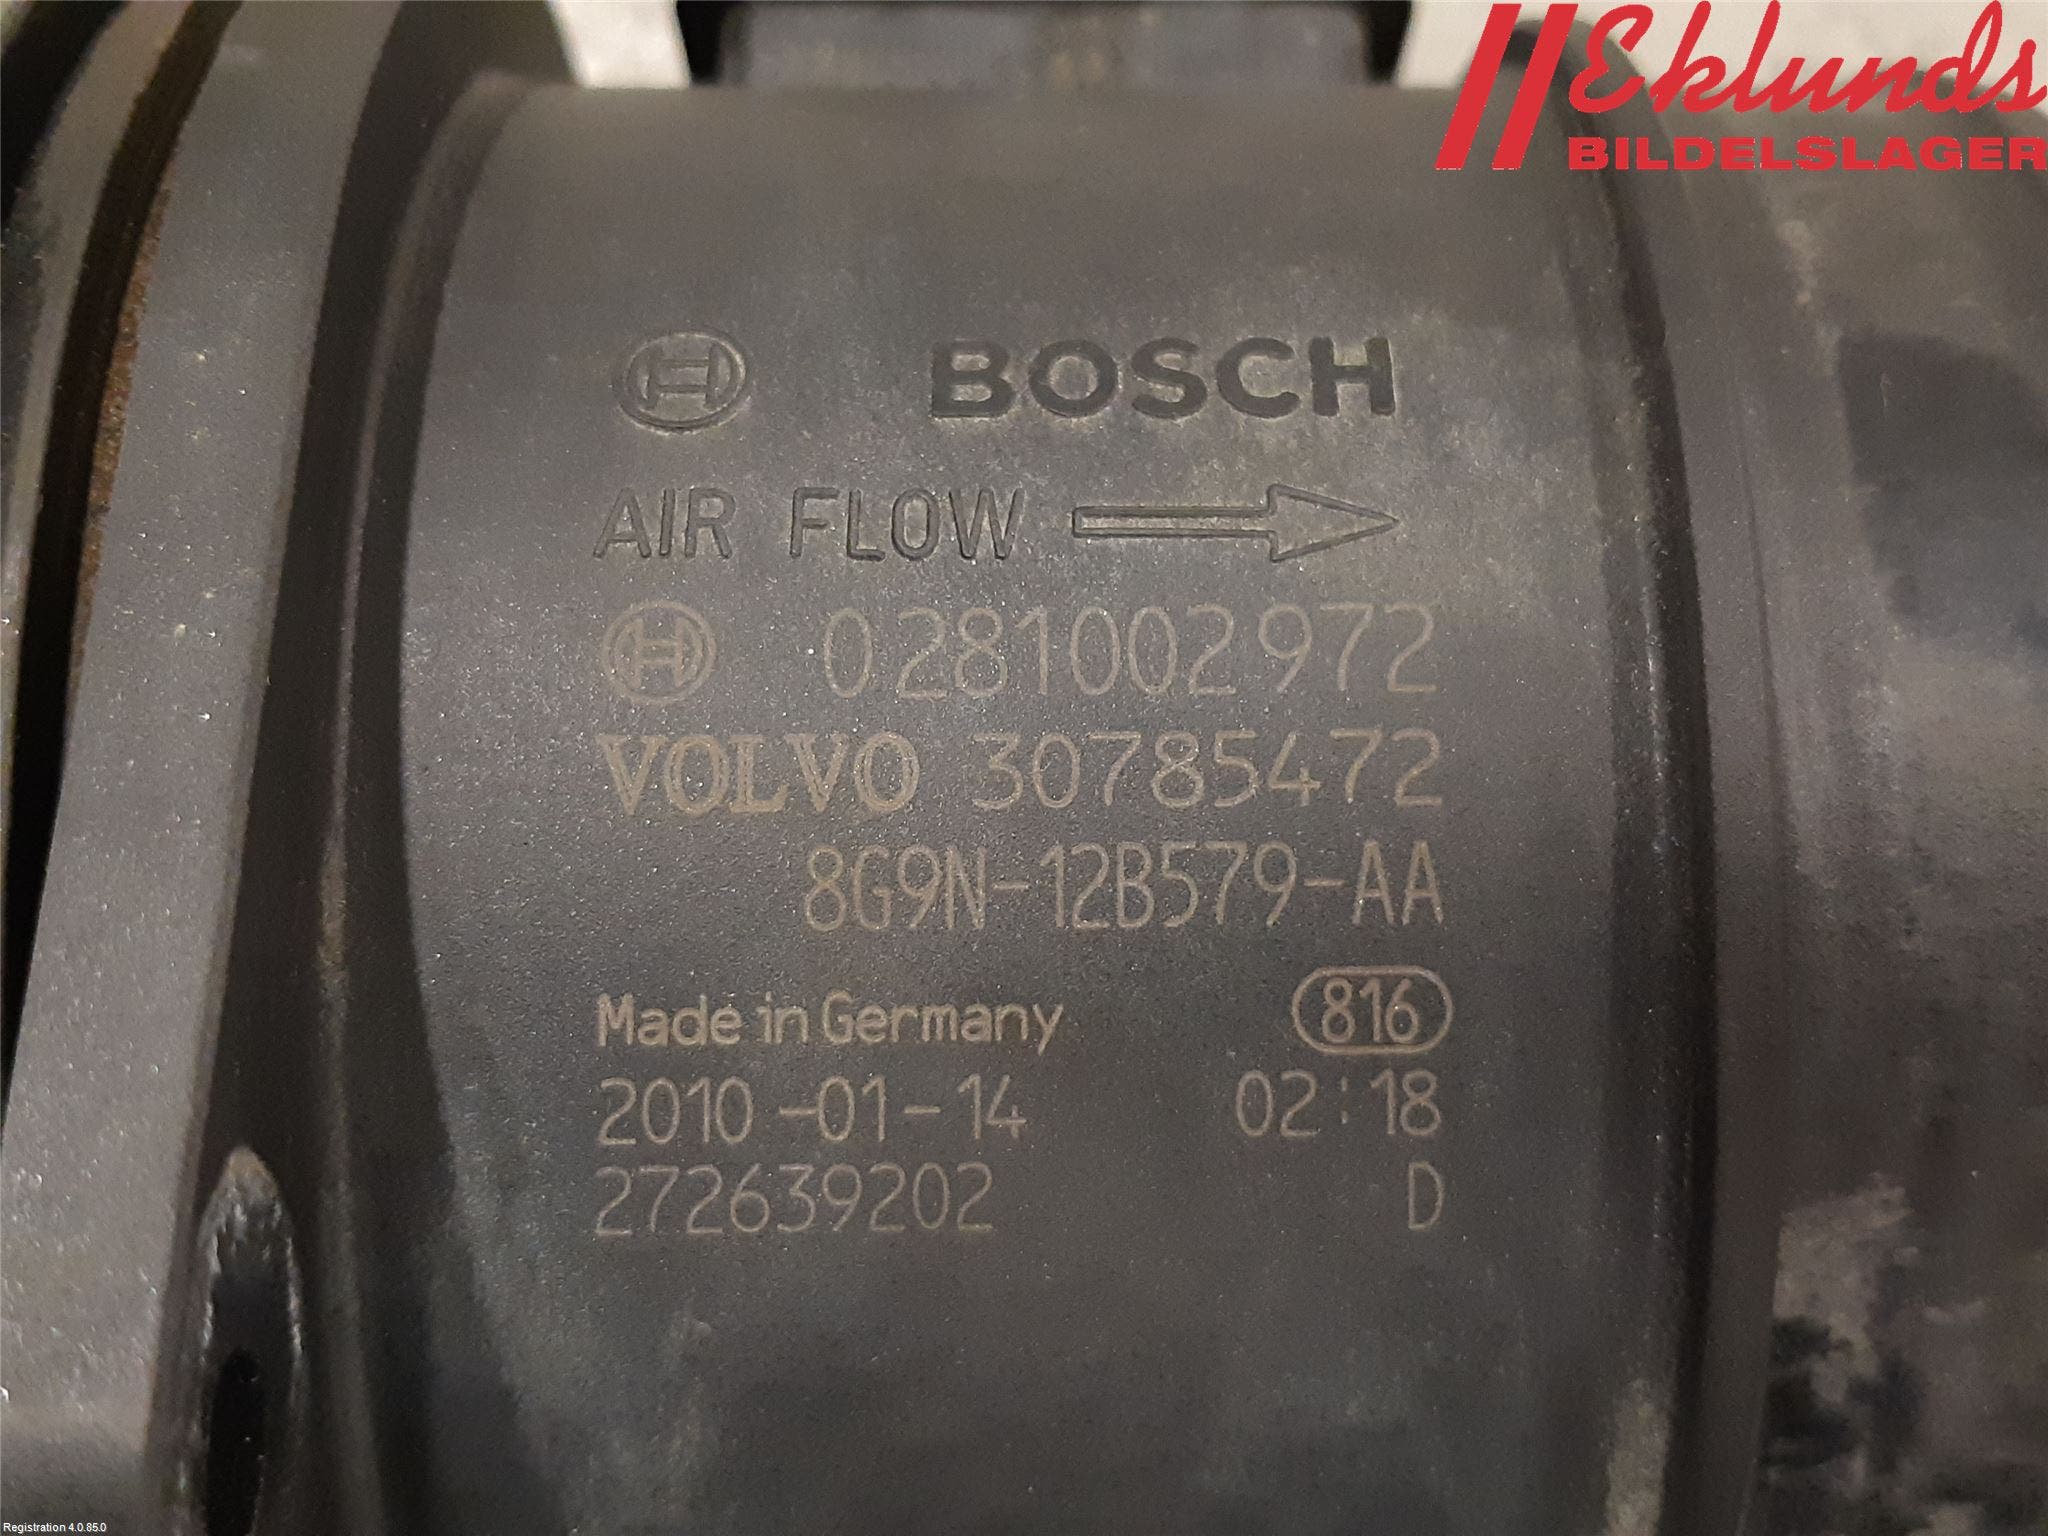 Eklunds
BILDELSLAGER
BOSCH
AIR FLOW
0281002972
VOLVO 30785472
8G9N-12B579-AA
Made in Germany 816
2010-01-14 02:18
272639202 D
Registration 4.0.85.0